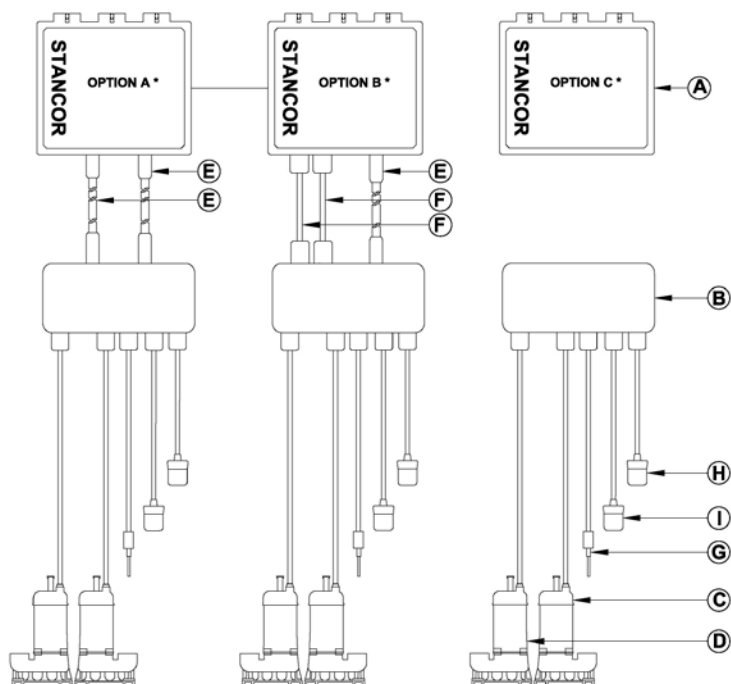 STANCOR
OPTION A *
STANCOR
OPTION B *
STANCOR
OPTION C *
A
E
E
E
F
F
B
H
I
G
C
D